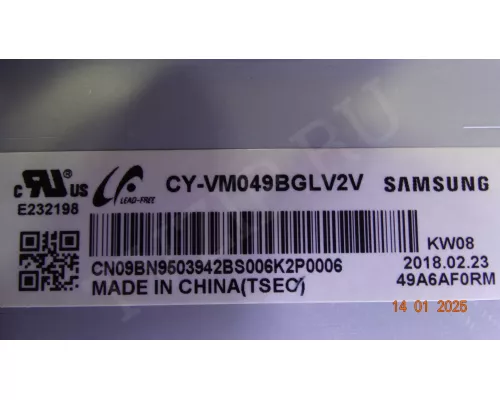 c RU US
E232198
LEAD-FREE
CY-VM049BGLV2V SAMSUNG
KW08
CN09BN9503942BS006K2P0006
2018.02.23
MADE IN CHINA(TSEC)
49A6AF0RM
14 01 2025